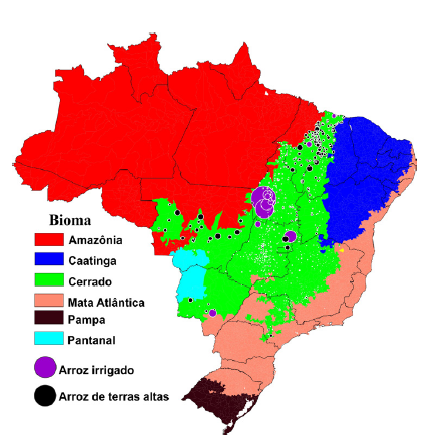 Bioma
Amazônia
Caatinga
Cerrado
Mata Atlântica
Pampa
Pantanal
Arroz irrigado
Arroz de terras altas